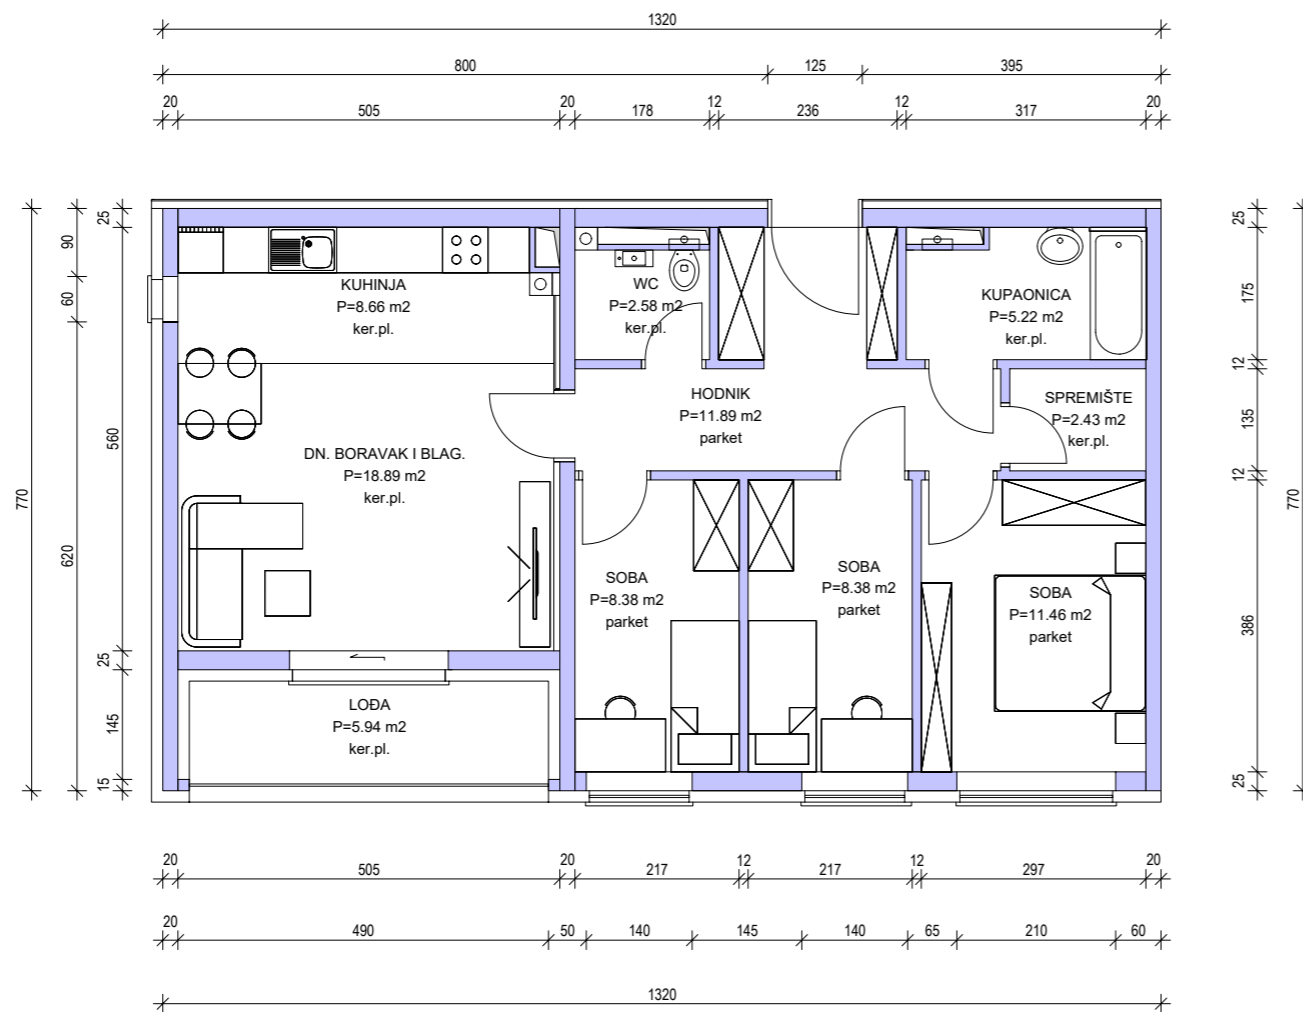 1320
800 125 395
20 505 20 178 12 236 12 317 20
25
90
60
560
620
770
25
145
15
25
175
12
135
12
386
25
770
KUHINJA
P=8.66 m2
ker.pl.
WC
P=2.58 m2
ker.pl.
KUPAONICA
P=5.22 m2
ker.pl.
HODNIK
P=11.89 m2
parket
SPREMIŠTE
P=2.43 m2
ker.pl.
DN. BORAVAK I BLAG.
P=18.89 m2
ker.pl.
SOBA
P=8.38 m2
parket
SOBA
P=8.38 m2
parket
SOBA
P=11.46 m2
parket
LOĐA
P=5.94 m2
ker.pl.
20 505 20 217 12 217 12 297 20
20 490 50 140 145 140 65 210 60
1320